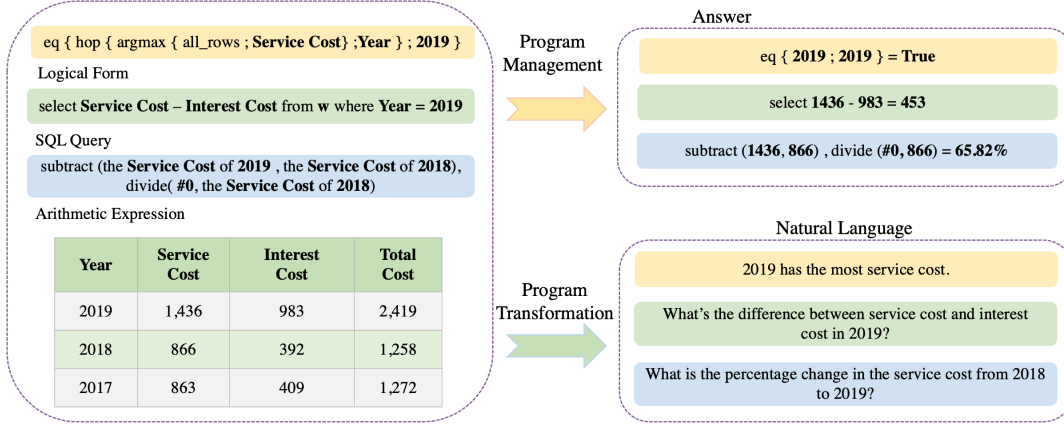 eq { hop { argmax { all_rows ; Service Cost} ;Year } ; 2019 }
Logical Form
select Service Cost – Interest Cost from w where Year = 2019
SQL Query
subtract (the Service Cost of 2019 , the Service Cost of 2018),
divide( #0, the Service Cost of 2018)
Arithmetic Expression
Year Service Cost Interest Cost Total Cost
2019 1,436 983 2,419
2018 866 392 1,258
2017 863 409 1,272
Program
Management
Program
Transformation
Answer
eq { 2019 ; 2019 } = True
select 1436 - 983 = 453
subtract (1436, 866) , divide (#0, 866) = 65.82%
Natural Language
2019 has the most service cost.
What's the difference between service cost and interest
cost in 2019?
What is the percentage change in the service cost from 2018
to 2019?